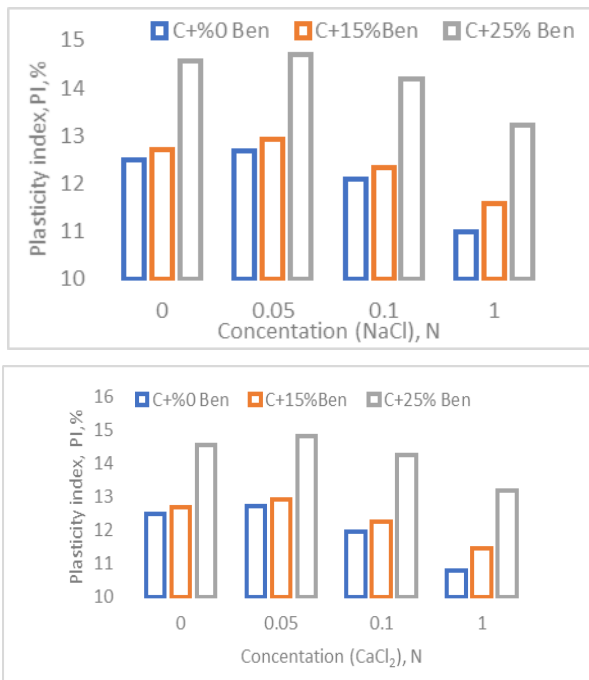 C+%0 Ben C+15%Ben C+25% Ben
Plasticity index,PI,%
15
14
13
12
11
10
0 0.05 0.1 1
Concentration (NaCl), N
C+%0 Ben C+15%Ben C+25% Ben
Plasticity index, PI,%
16
15
14
13
12
11
10
0 0.05 0.1 1
Concentration (CaCl₂), N